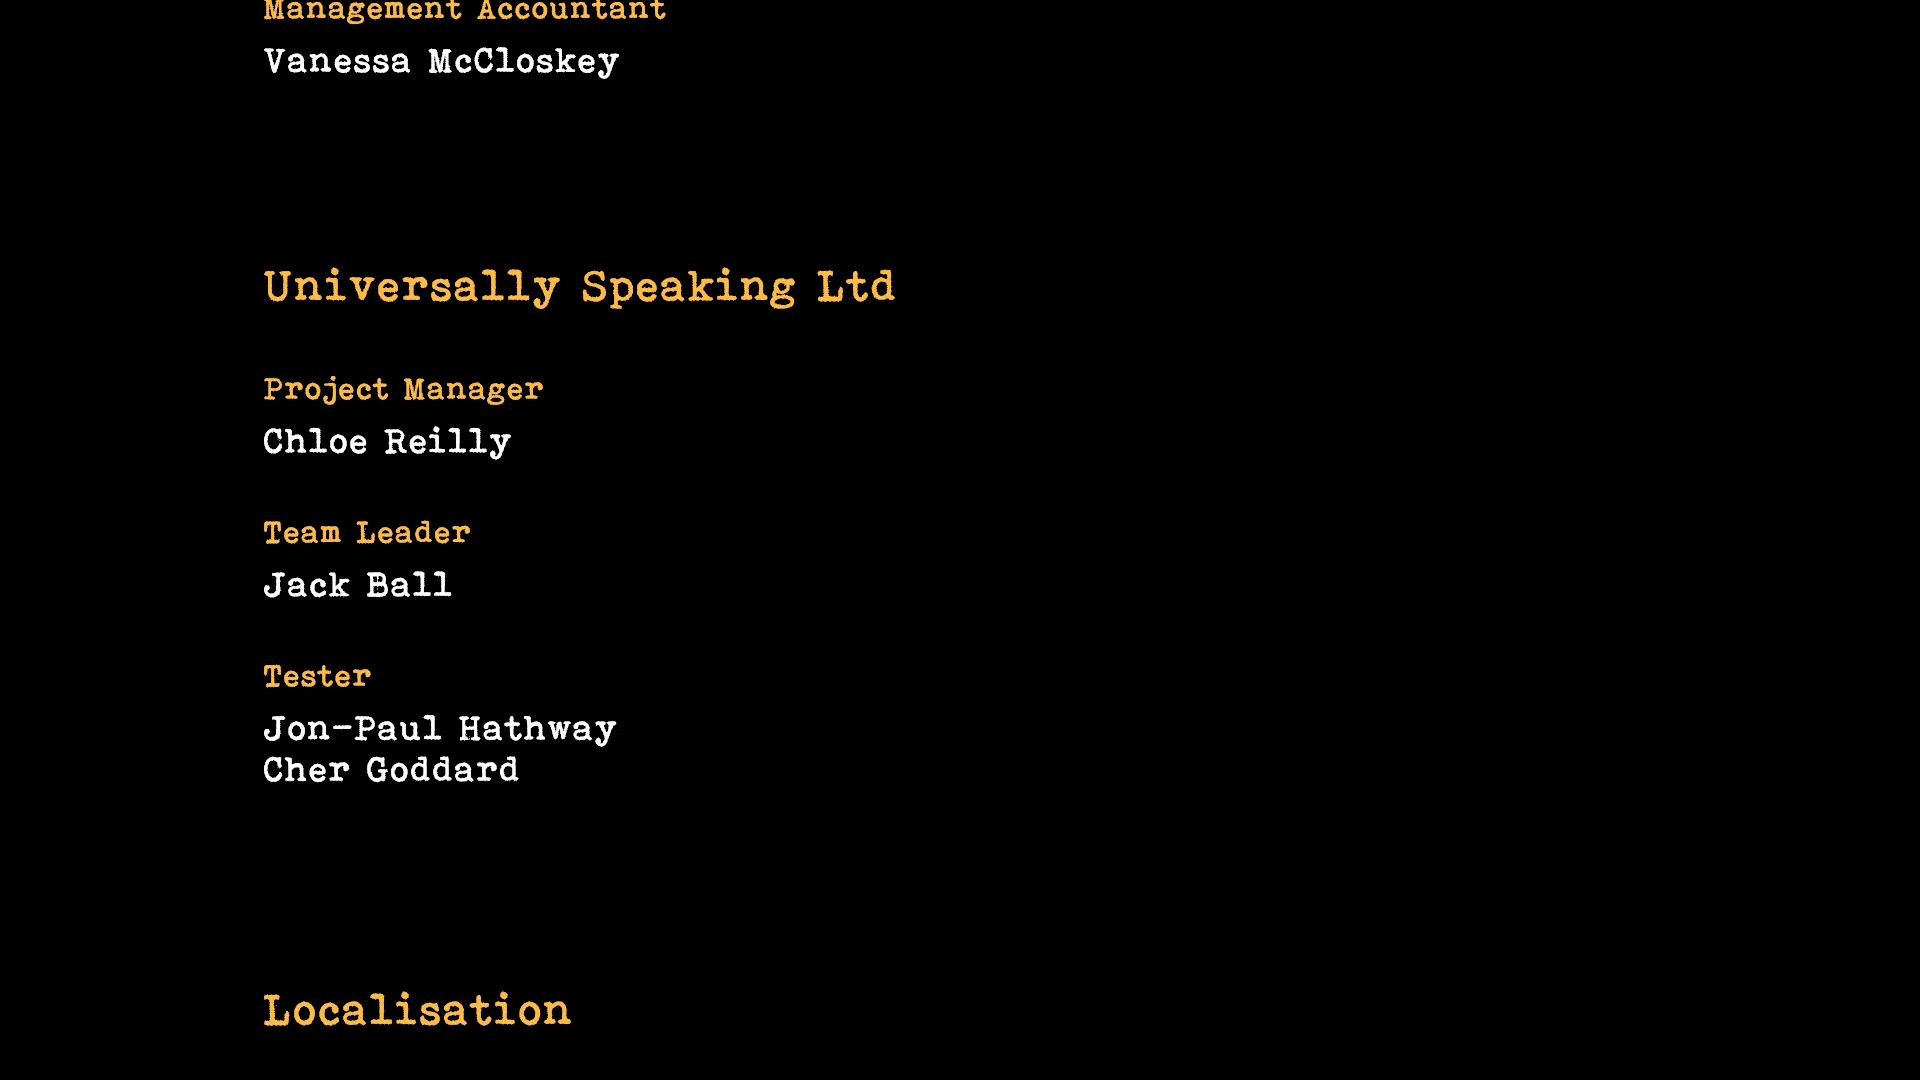 Management Accountant
Vanessa McCloskey
Universally Speaking Ltd
Project Manager
Chloe Reilly
Team Leader
Jack Ball
Tester
Jon-Paul Hathway
Cher Goddard
Localisation